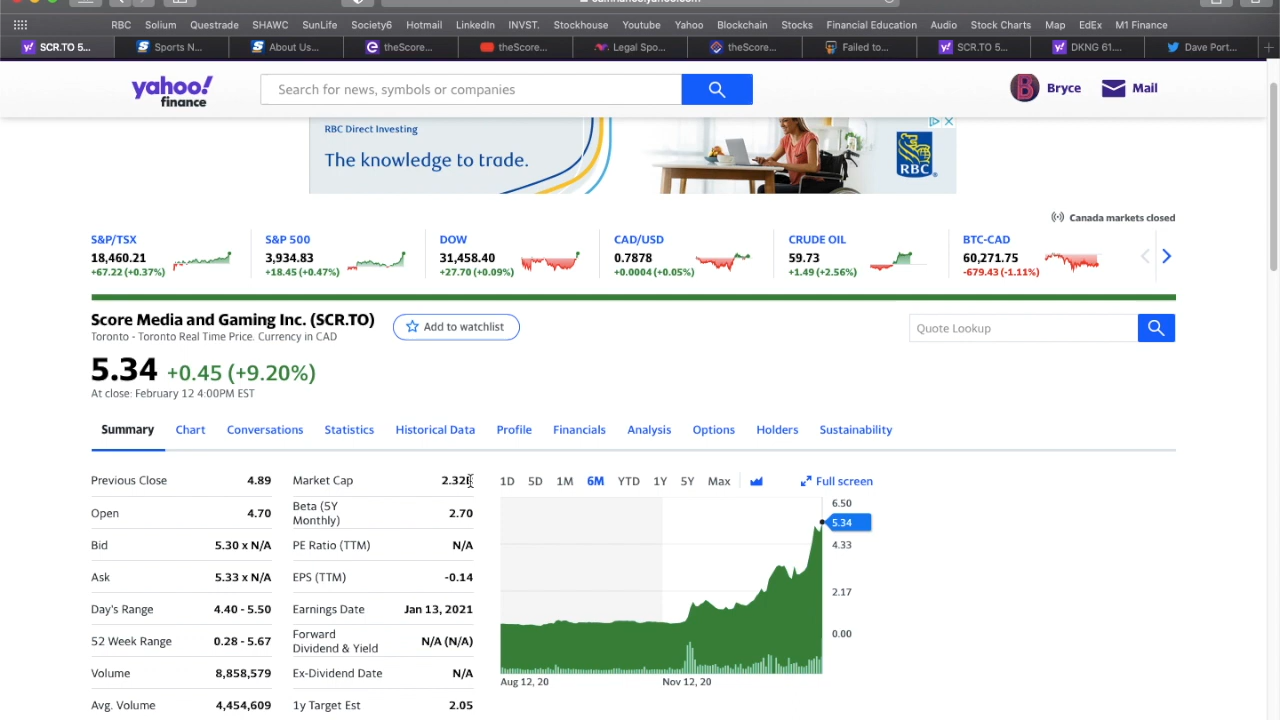 RBC Solium Questrade SHAWC SunLife Society6 Hotmail LinkedIn INVST. Stockhouse Youtube Yahoo Blockchain Stocks Financial Education Audio Stock Charts Map EdEx M1 Finance
SCR.TO 5... Sports N... About Us... theScore... theScore... Legal Spo... theScore... Failed to... SCR.TO 5... DKNG 61.... Dave Port...
yahoo!
finance
Search for news, symbols or companies
Bryce Mail
RBC Direct Investing
The knowledge to trade.
RBC
Canada markets closed
S&P/TSX S&P 500 DOW CAD/USD CRUDE OIL BTC-CAD
18,460.21 3,934.83 31,458.40 0.7878 59.73 60,271.75
+67.22 (+0.37%) +18.45 (+0.47%) +27.70 (+0.09%) +0.0004 (+0.05%) +1.49 (+2.56%) -679.43 (-1.11%)
Score Media and Gaming Inc. (SCR.TO) Add to watchlist
Toronto - Toronto Real Time Price. Currency in CAD
Quote Lookup
5.34 +0.45 (+9.20%)
At close: February 12 4:00PM EST
Summary Chart Conversations Statistics Historical Data Profile Financials Analysis Options Holders Sustainability
Previous Close 4.89 Market Cap 2.32B
Open 4.70 Beta (5Y Monthly) 2.70
Bid 5.30 x N/A PE Ratio (TTM) N/A
Ask 5.33 x N/A EPS (TTM) -0.14
Day's Range 4.40 - 5.50 Earnings Date Jan 13, 2021
52 Week Range 0.28 - 5.67 Forward Dividend & Yield N/A (N/A)
Volume 8,858,579 Ex-Dividend Date N/A
Avg. Volume 4,454,609 1y Target Est 2.05
1D 5D 1M 6M YTD 1Y 5Y Max Full screen
6.50
5.34
4.33
2.17
0.00
Aug 12, 20 Nov 12, 20